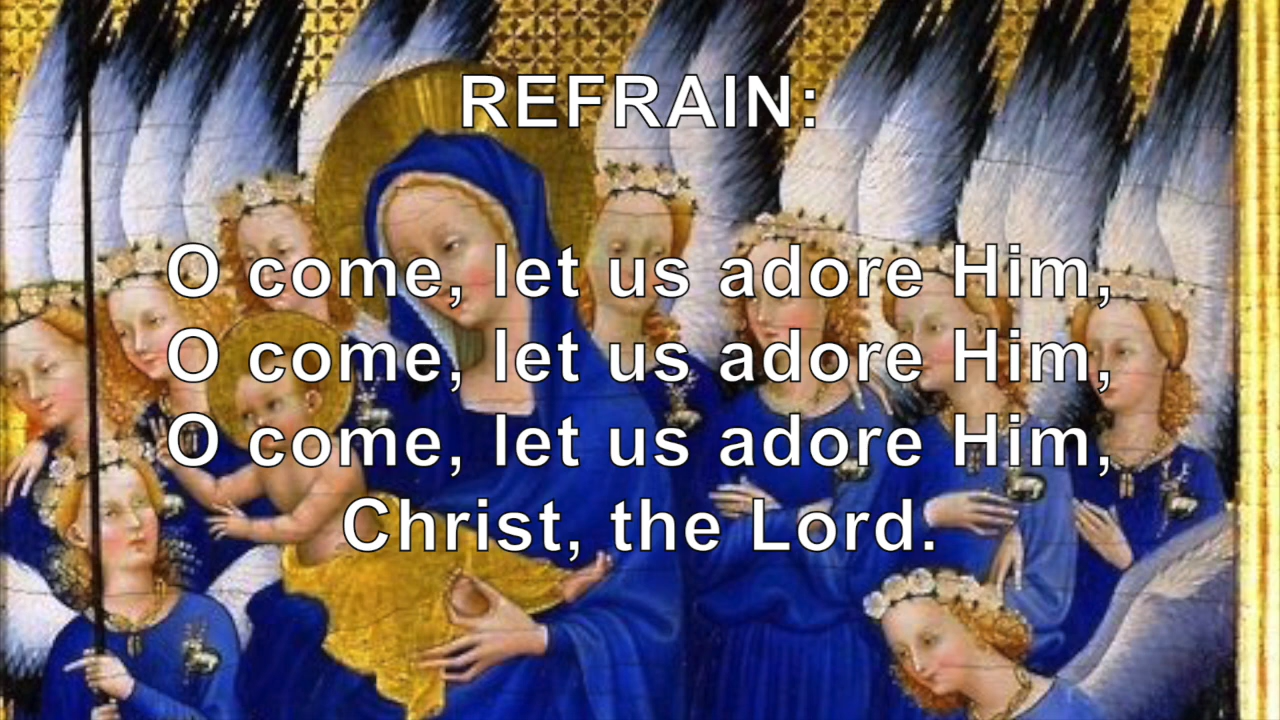 REFRAIN:
O come, let us adore Him,
O come, let us adore Him,
O come, let us adore Him,
Christ, the Lord.